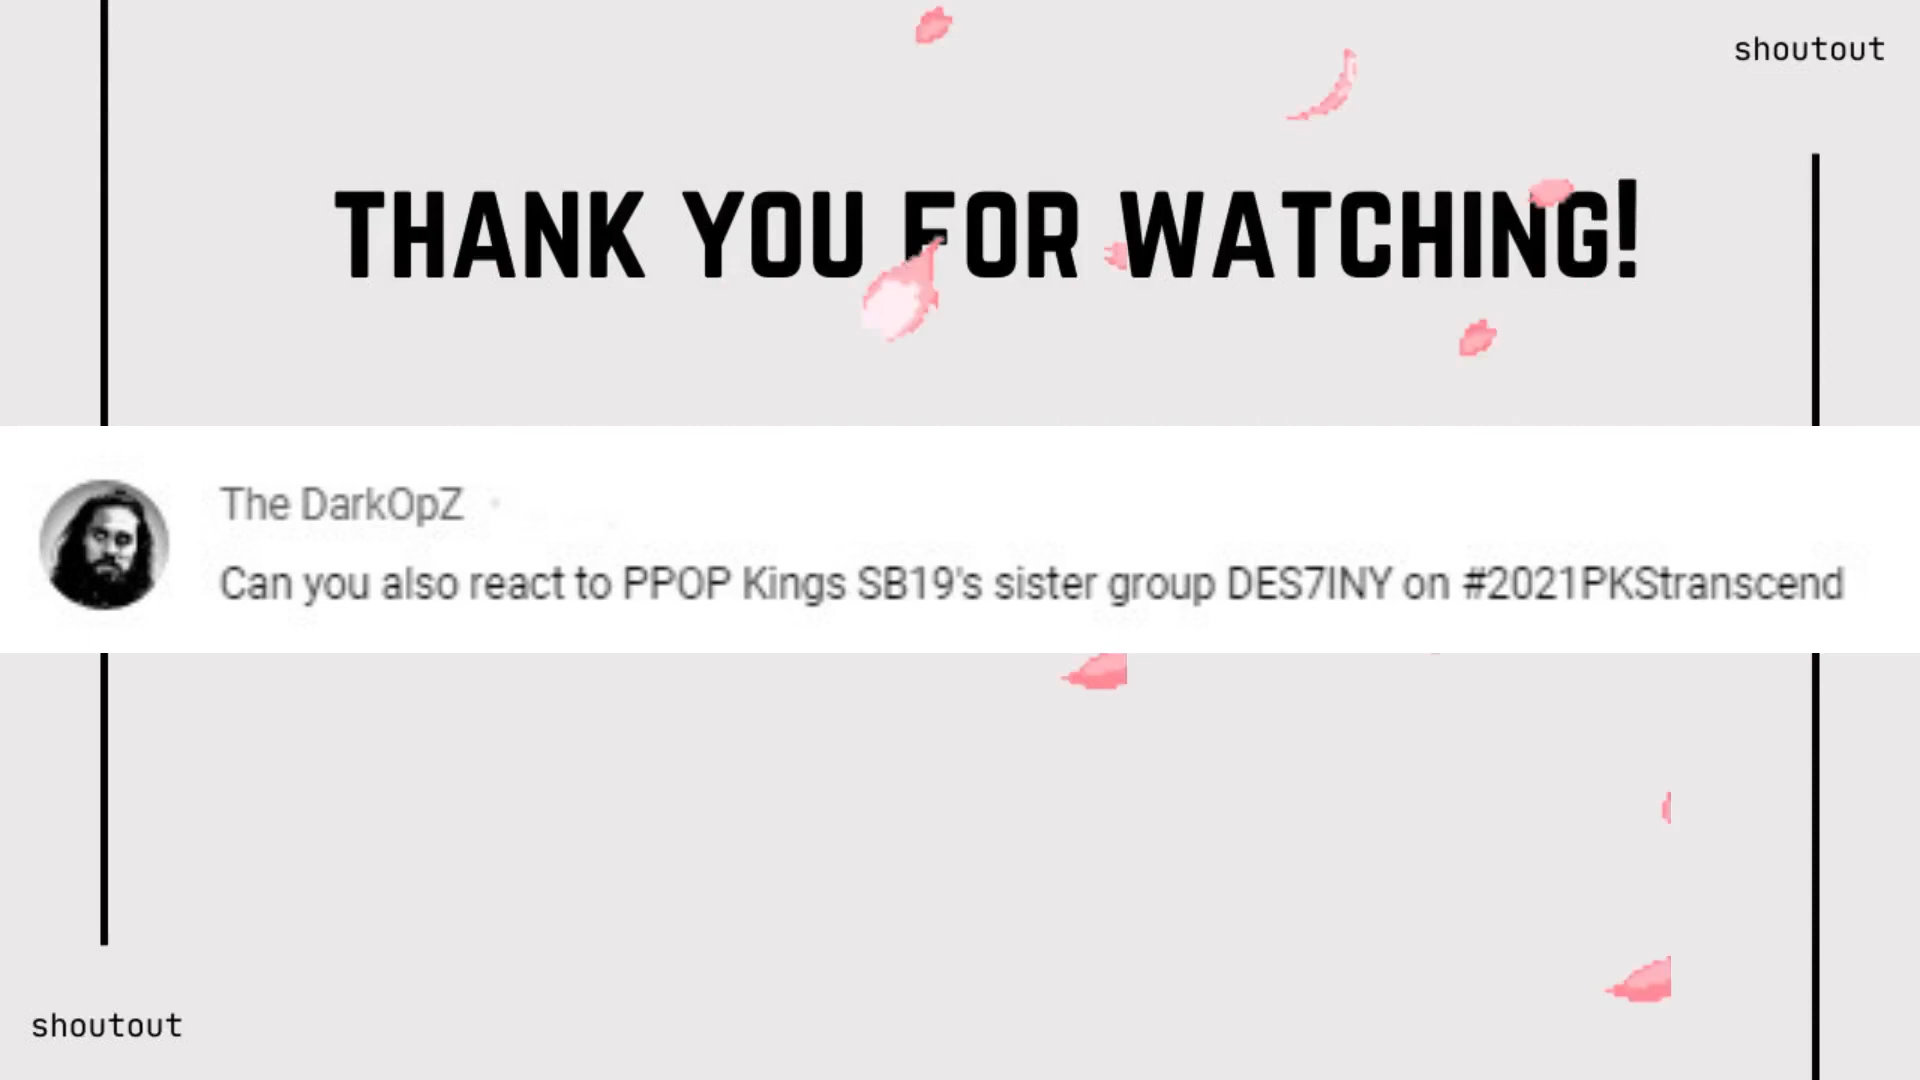 shoutout
THANK YOU FOR WATCHING!
The DarkOpZ
Can you also react to PPOP Kings SB19's sister group DES7INY on #2021PKStranscend
shoutout